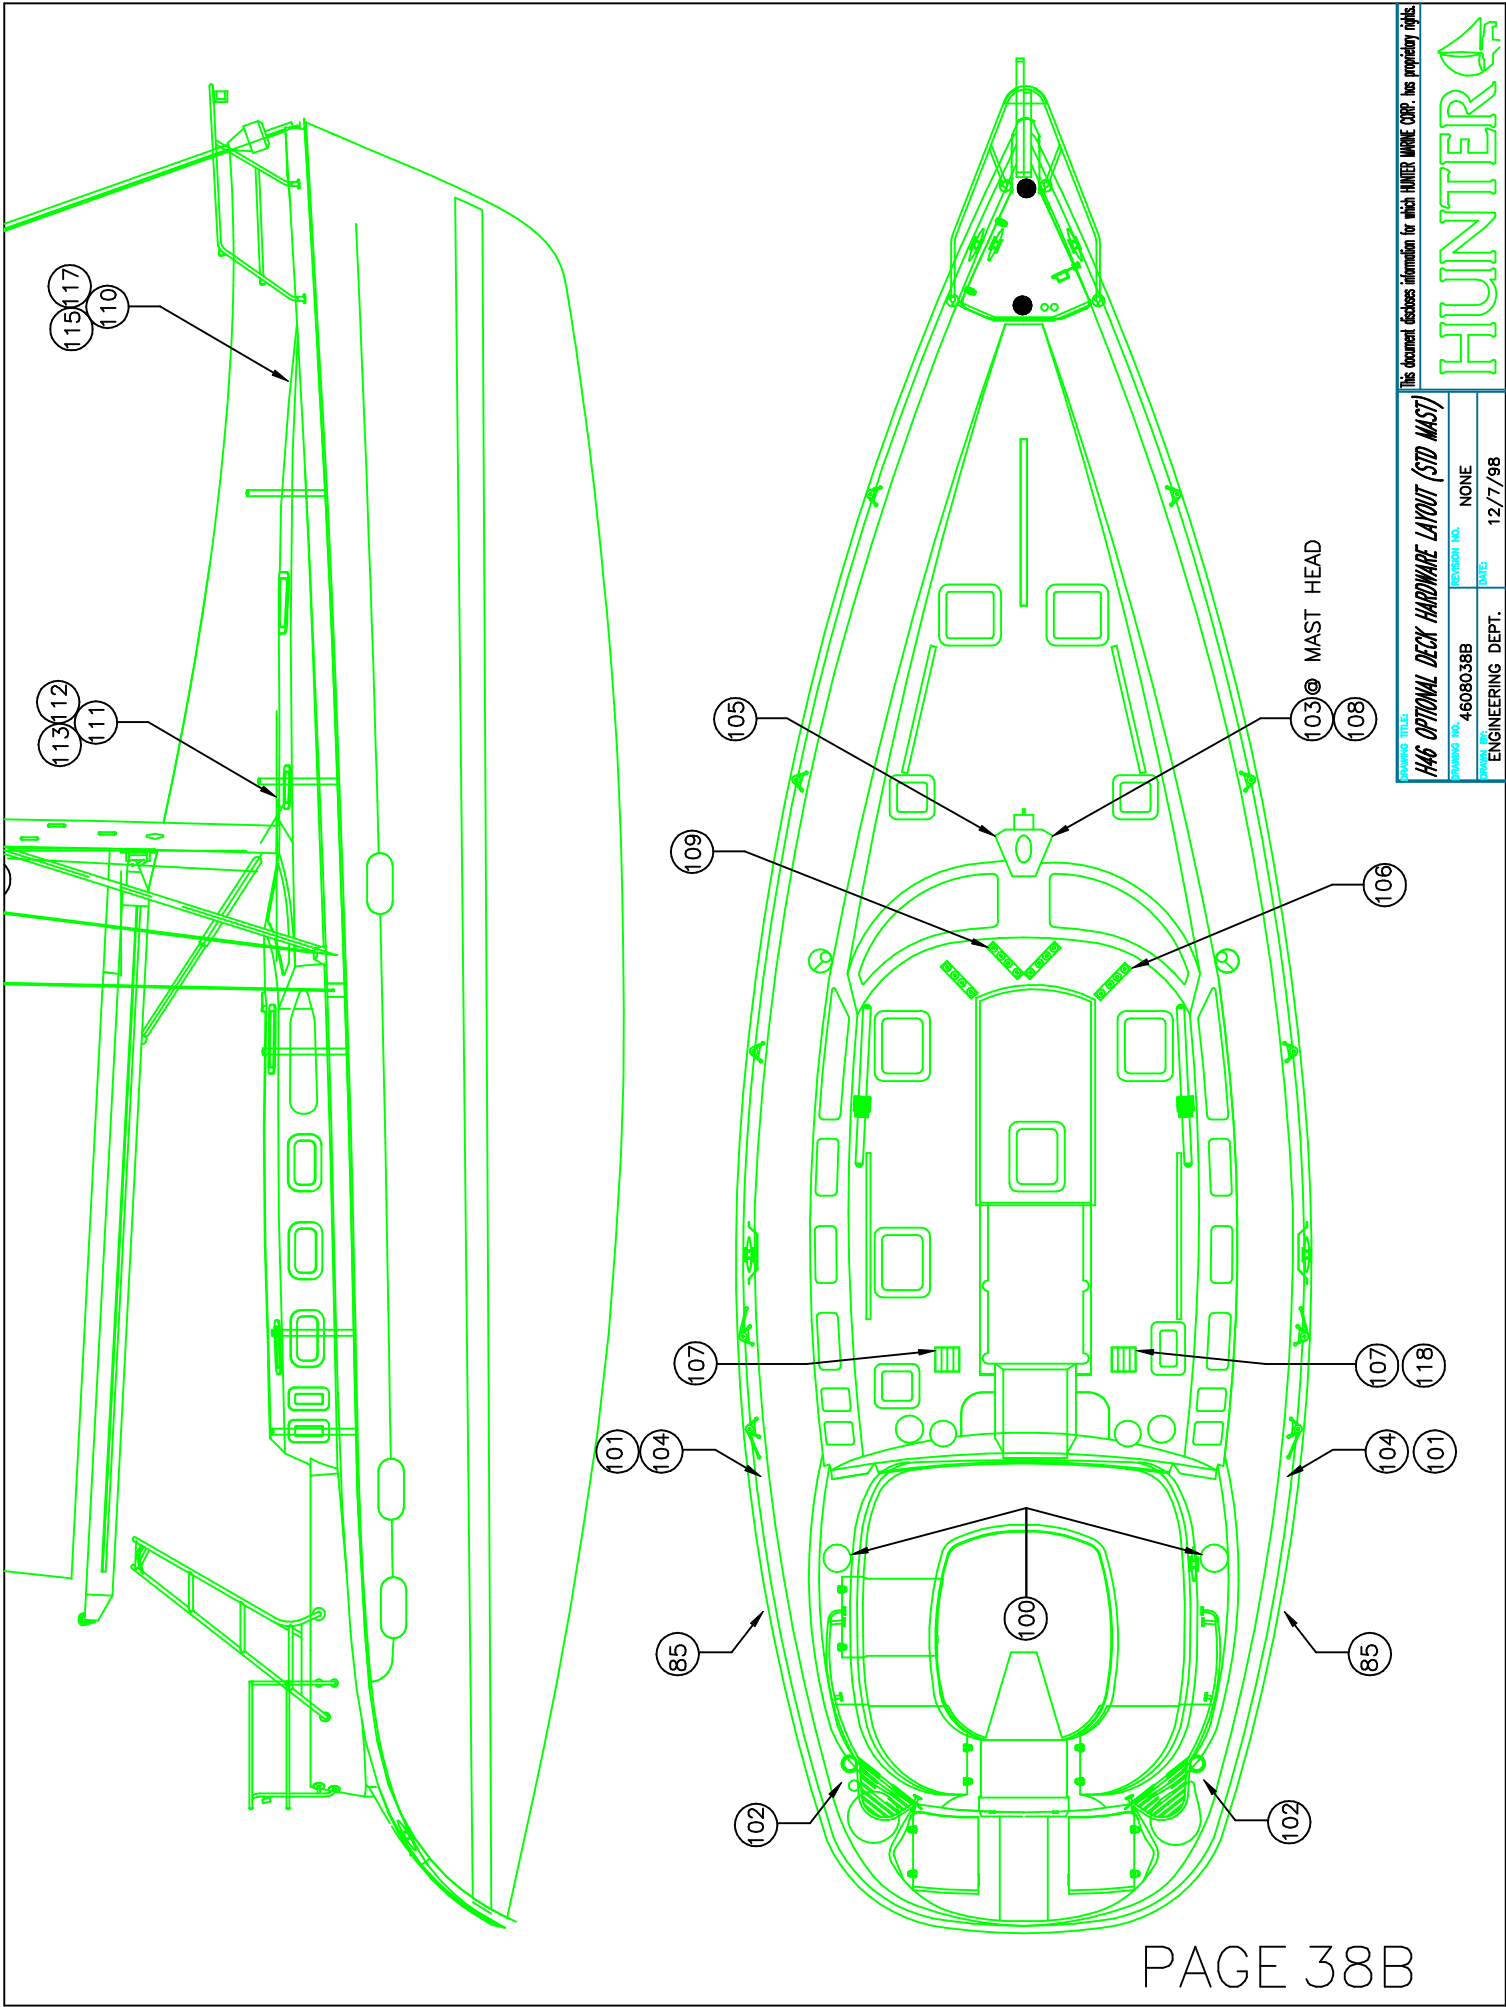 This document discloses information for which HUNTER MARINE CORP. has proprietary rights.
HUNTER
DRAWING TITLE:
H46 OPTIONAL DECK HARDWARE LAYOUT (STD MAST)
DRAWING NO.
4608038B
REVISION NO.
NONE
DRAWN BY:
ENGINEERING DEPT.
DATE:
12/7/98
115
117
110
113
112
111
105
103 @ MAST HEAD
108
109
106
107
107
118
101
104
104
101
100
85
85
102
102
PAGE 38B